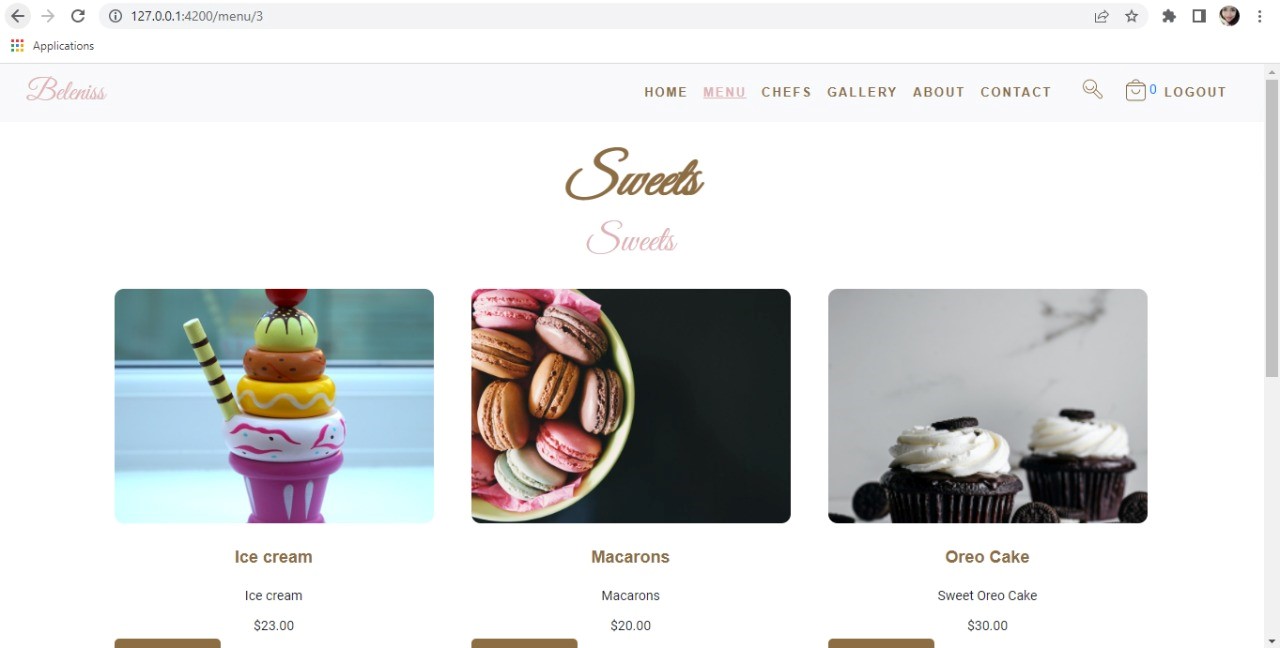 127.0.0.1:4200/menu/3
Applications
Beleniss
HOME MENU CHEFS GALLERY ABOUT CONTACT 0 LOGOUT
Sweets
Sweets
Ice cream
Ice cream
$23.00
Macarons
Macarons
$20.00
Oreo Cake
Sweet Oreo Cake
$30.00